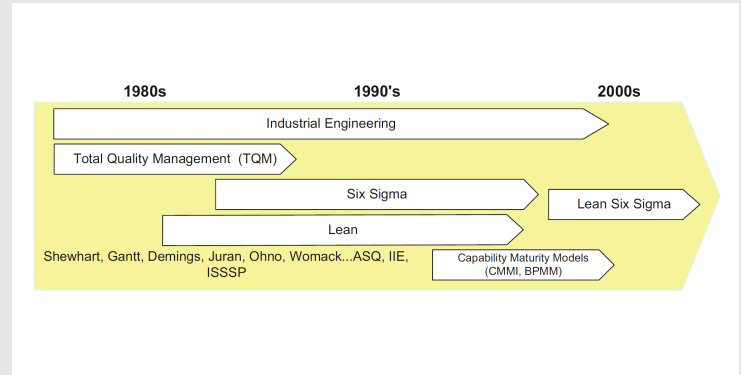 1980s 1990's 2000s
Industrial Engineering
Total Quality Management (TQM)
Six Sigma
Lean Six Sigma
Lean
Shewhart, Gantt, Demings, Juran, Ohno, Womack...ASQ, IIE,
ISSSP
Capability Maturity Models
(CMMI, BPMM)